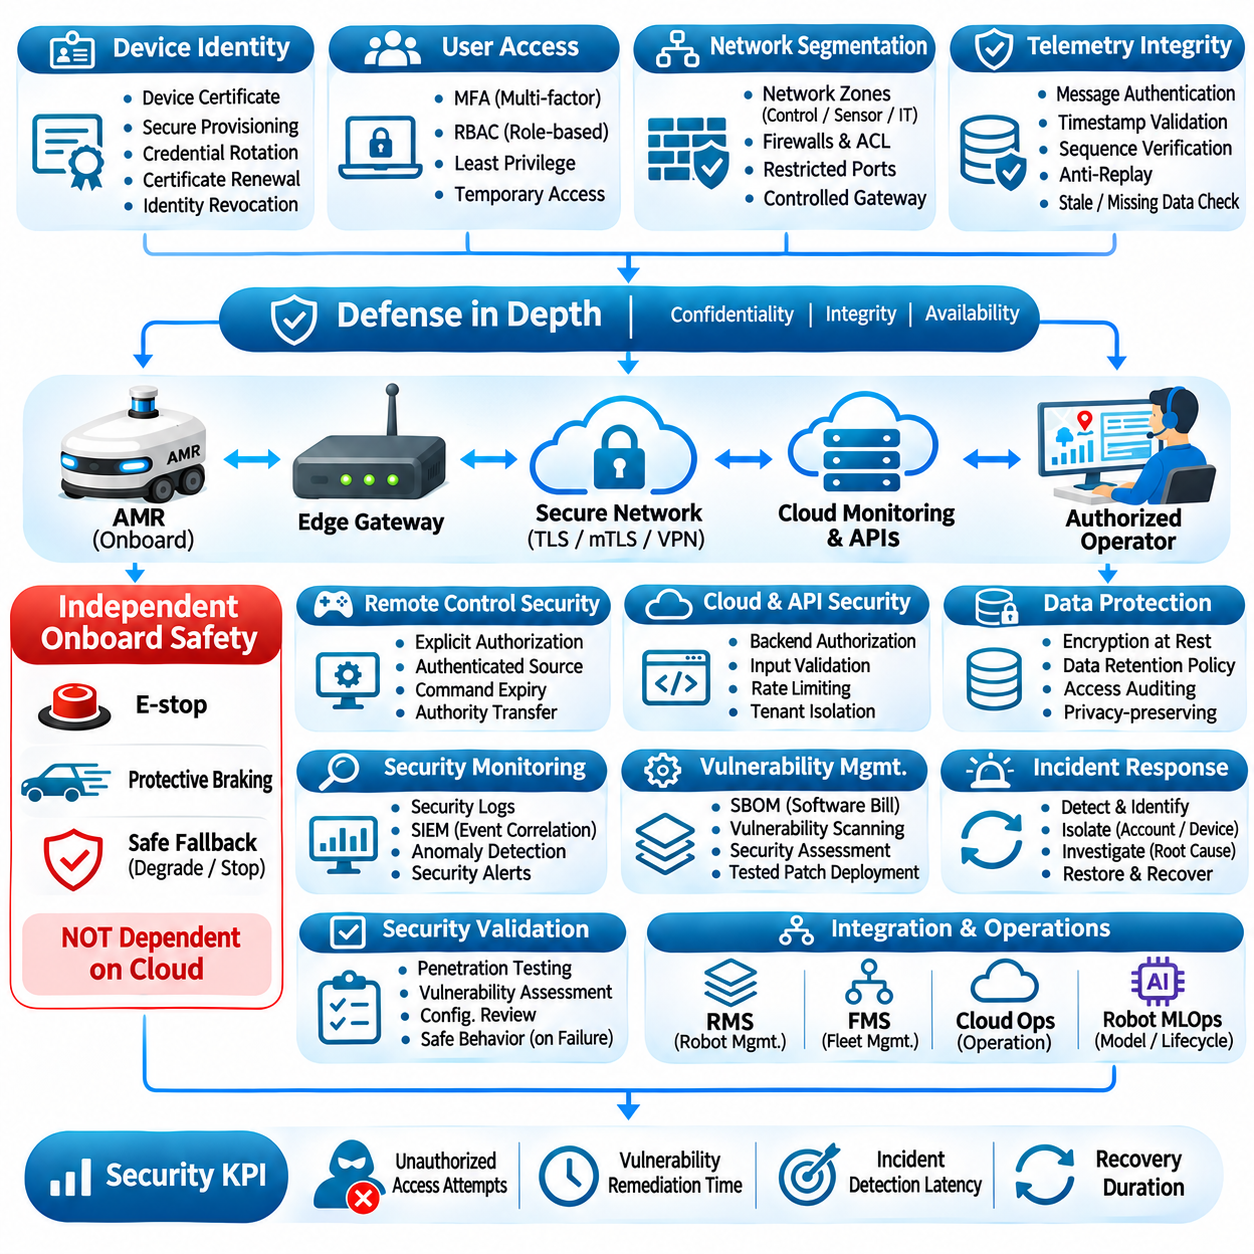 Device Identity
Device Certificate
Secure Provisioning
Credential Rotation
Certificate Renewal
Identity Revocation
User Access
MFA (Multi-factor)
RBAC (Role-based)
Least Privilege
Temporary Access
Network Segmentation
Network Zones
(Control / Sensor / IT)
Firewalls & ACL
Restricted Ports
Controlled Gateway
Telemetry Integrity
Message Authentication
Timestamp Validation
Sequence Verification
Anti-Replay
Stale / Missing Data Check
Defense in Depth
Confidentiality | Integrity | Availability
AMR
AMR
(Onboard)
Edge Gateway
Secure Network
(TLS / mTLS / VPN)
Cloud Monitoring
& APIs
Authorized
Operator
Independent
Onboard Safety
E-stop
Protective Braking
Safe Fallback
(Degrade / Stop)
NOT Dependent
on Cloud
Remote Control Security
Explicit Authorization
Authenticated Source
Command Expiry
Authority Transfer
Cloud & API Security
Backend Authorization
Input Validation
Rate Limiting
Tenant Isolation
Data Protection
Encryption at Rest
Data Retention Policy
Access Auditing
Privacy-preserving
Security Monitoring
Security Logs
SIEM (Event Correlation)
Anomaly Detection
Security Alerts
Vulnerability Mgmt.
SBOM (Software Bill)
Vulnerability Scanning
Security Assessment
Tested Patch Deployment
Incident Response
Detect & Identify
Isolate (Account / Device)
Investigate (Root Cause)
Restore & Recover
Security Validation
Penetration Testing
Vulnerability Assessment
Config. Review
Safe Behavior (on Failure)
Integration & Operations
RMS
(Robot Mgmt.)
FMS
(Fleet Mgmt.)
Cloud Ops
(Operation)
AI
Robot MLOps
(Model / Lifecycle)
Security KPI
Unauthorized
Access Attempts
Vulnerability
Remediation Time
Incident
Detection Latency
Recovery
Duration